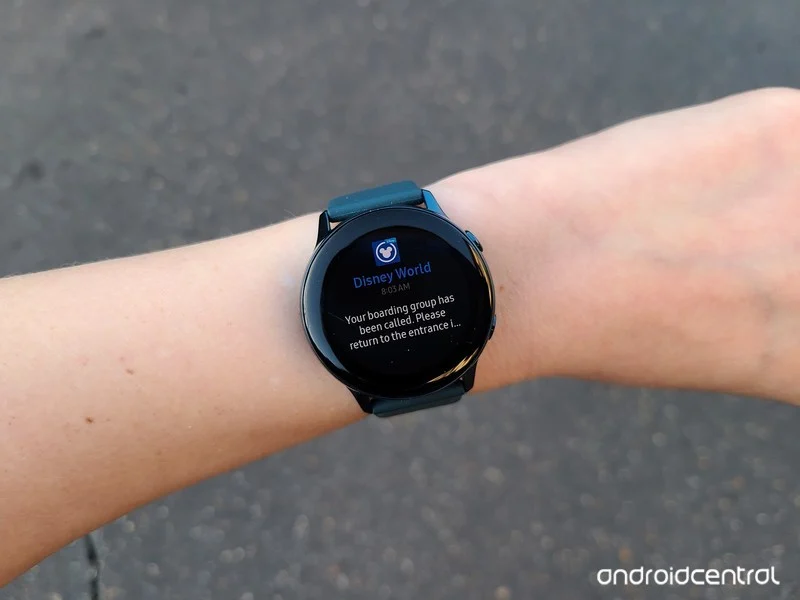 Disney World
8:03 AM
Your boarding group has
been called. Please
return to the entrance i...
androidcentral